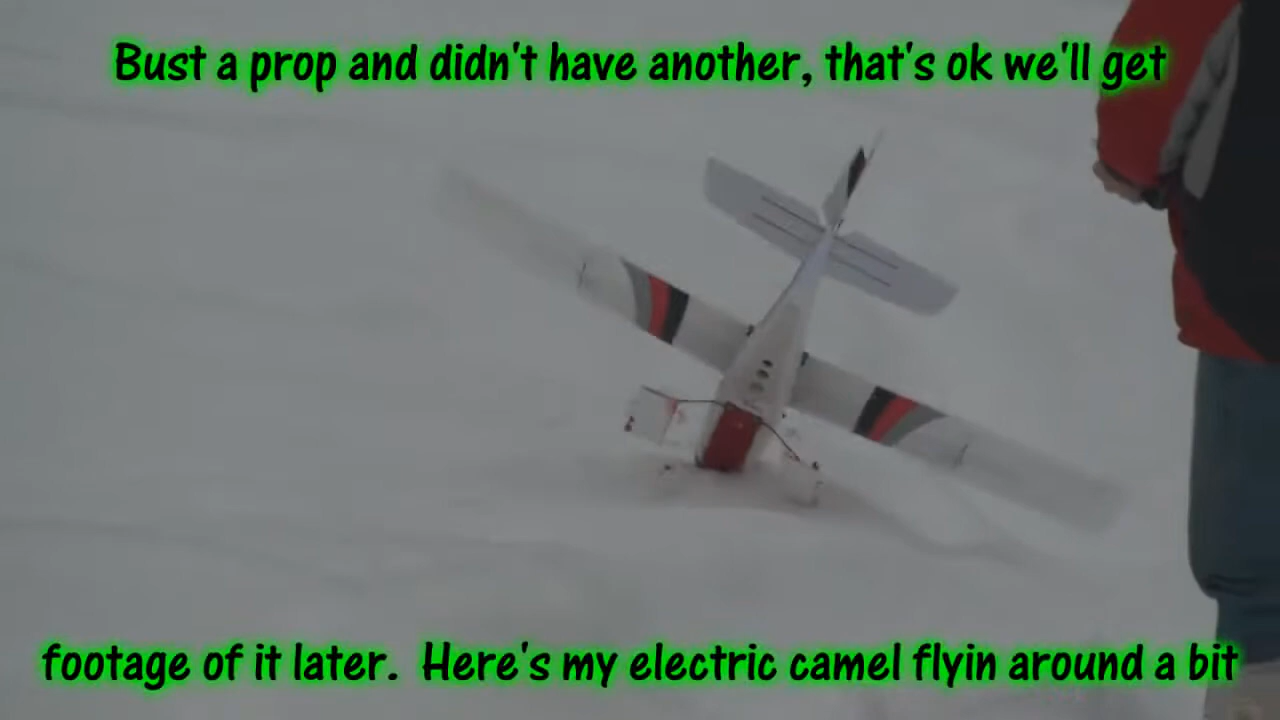 Bust a prop and didn't have another, that's ok we'll get
footage of it later.  Here's my electric camel flyin around a bit